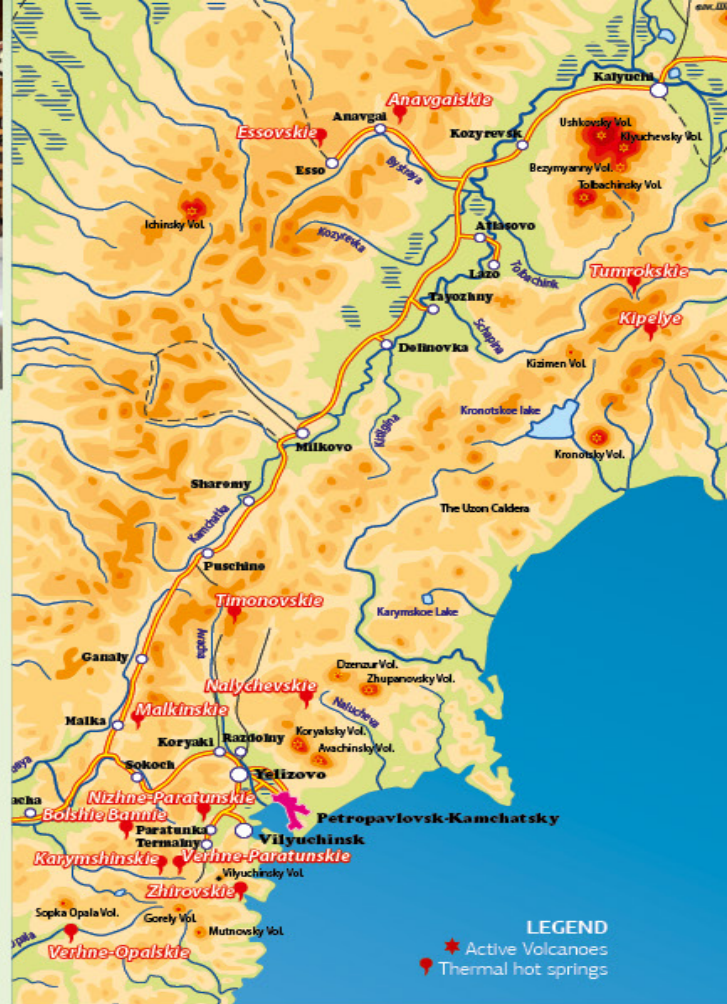 Kalyuchi
Anavgaiskie
Anavgai
Essovskie
Kozyrevsk
Ushkovsky Vol.
Klyuchevsky Vol.
Esso
Bystraya
Bezymyanny Vol.
Tolbachinsky Vol.
Ichinsky Vol.
Kozyrevka
Atlasovo
Lazo
Tolbachik
Tumrokskie
Tayozhny
Kipelye
Schapina
Dolinovka
Kizimen Vol.
Kronotskoe lake
Kitilgina
Milkovo
Kronotsky Vol.
Sharomy
Kamchatka
The Uzon Caldera
Puschino
Timonovskie
Karymskoe Lake
Avacha
Ganaly
Dzenzur Vol.
Zhupanovsky Vol.
Nalychevskie
Nalucheva
Malkinskie
Malka
Koryaki
Razdolny
Koryaksky Vol.
Avachinsky Vol.
Sokoch
Yelizovo
Nizhne-Paratunskie
acha
Bolshie Bannie
Petropavlovsk-Kamchatsky
Paratunka
Vilyuchinsk
Termalny
Karymshinskie
Verhne-Paratunskie
Vilyuchinsky Vol.
Zhirovskie
Sopka Opala Vol.
Gorely Vol.
Mutnovsky Vol.
Verhne-Opalskie
LEGEND
Active Volcanoes
Thermal hot springs